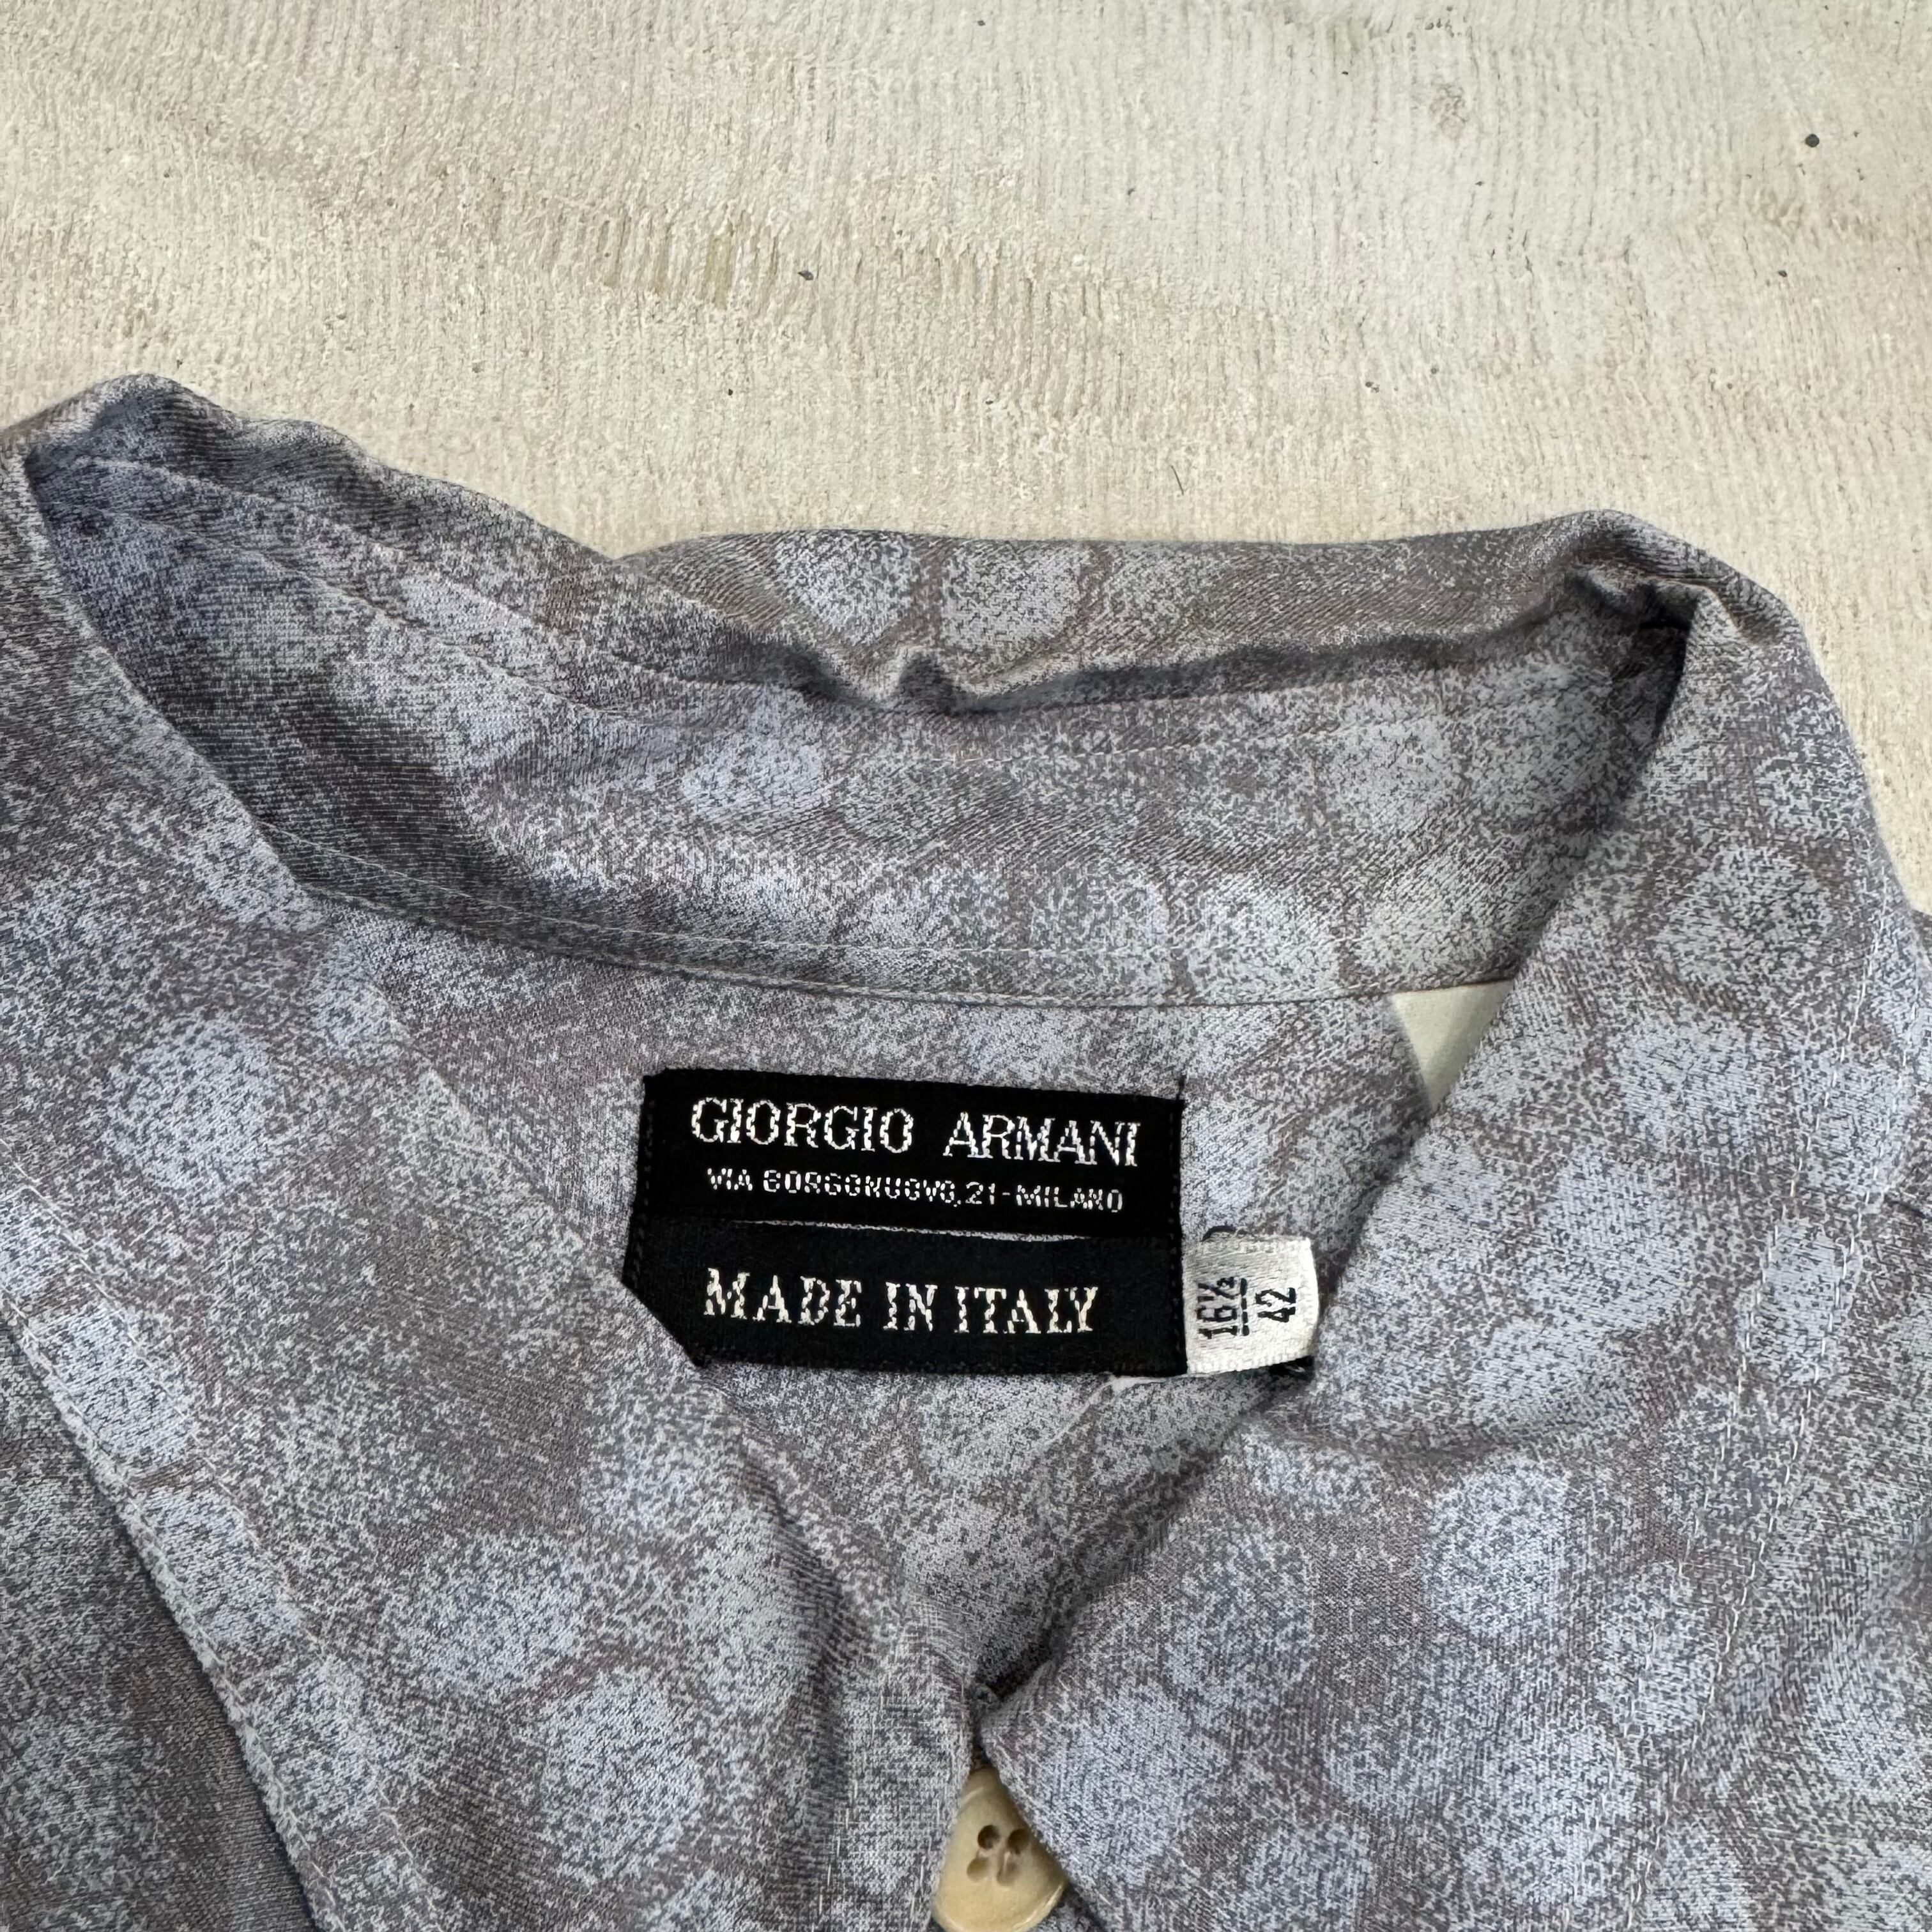 GIORGIO ARMANI
VIA BORGONUOVO,21-MILANO
MADE IN ITALY
16½
42